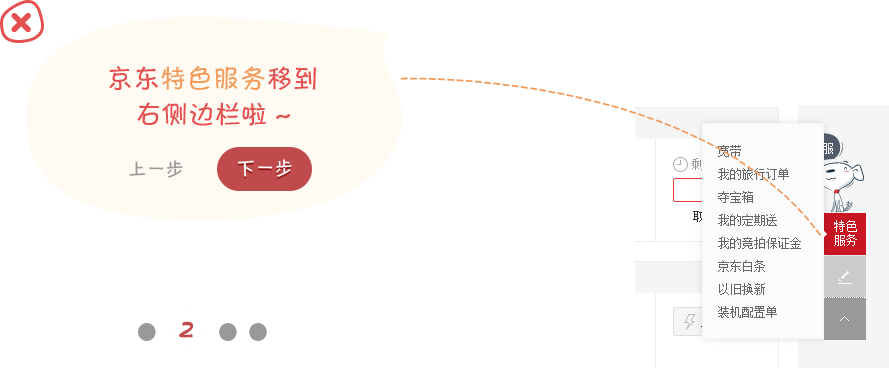 京东特色服务移到
右侧边栏啦~
上一步
下一步
2
宽带
我的旅行订单
夺宝箱
我的定期送
我的竞拍保证金
京东白条
以旧换新
装机配置单
剩
取
服
特色
服务